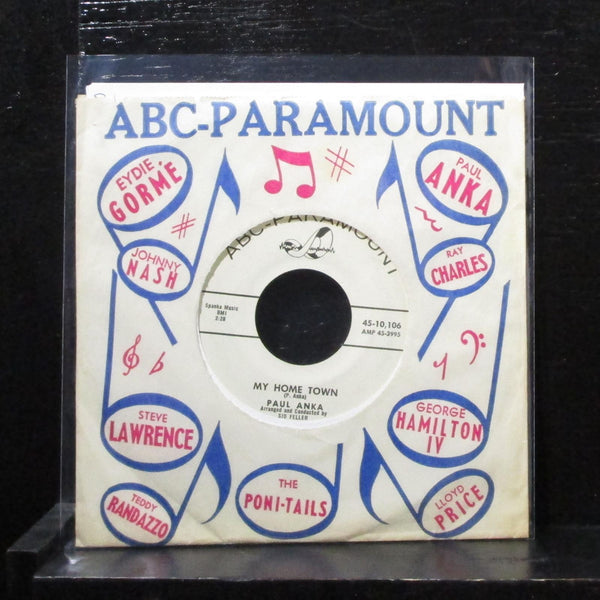 ABC-PARAMOUNT
EYDIE
GORMÉ
PAUL
ANKA
JOHNNY
NASH
RAY
CHARLES
ABC-PARAMOUNT
Spanka Music
BMI
2:28
45-10,106
AMP 45-3995
MY HOME TOWN
(P. Anka)
PAUL ANKA
Arranged and Conducted by
SID FELLER
STEVE
LAWRENCE
GEORGE
HAMILTON
IV
TEDDY
RANDAZZO
THE
PONI-TAILS
LLOYD
PRICE